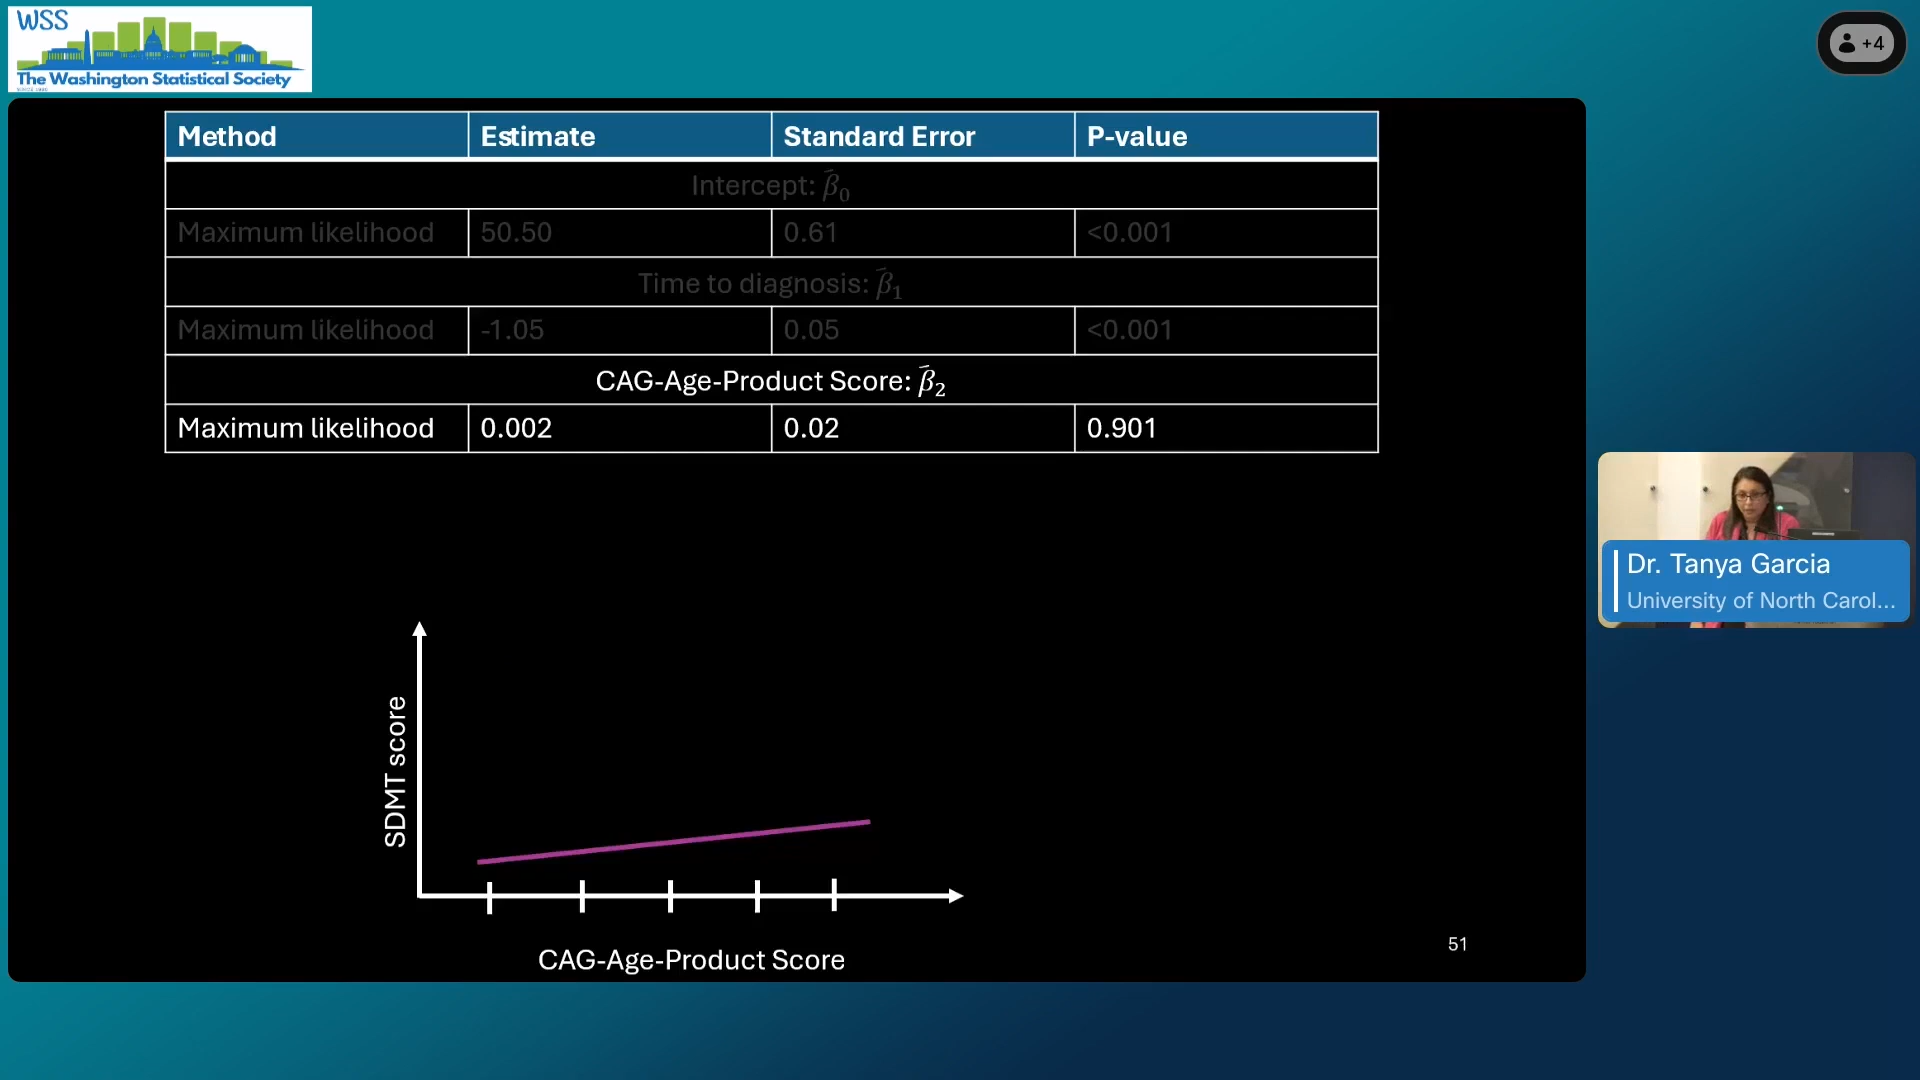 WSS
The Washington Statistical Society
+4
Method Estimate Standard Error P-value
Intercept: β̄₀
Maximum likelihood 50.50 0.61 <0.001
Time to diagnosis: β̄₁
Maximum likelihood -1.05 0.05 <0.001
CAG-Age-Product Score: β̄₂
Maximum likelihood 0.002 0.02 0.901
Dr. Tanya Garcia
University of North Carol...
SDMT score
CAG-Age-Product Score
51